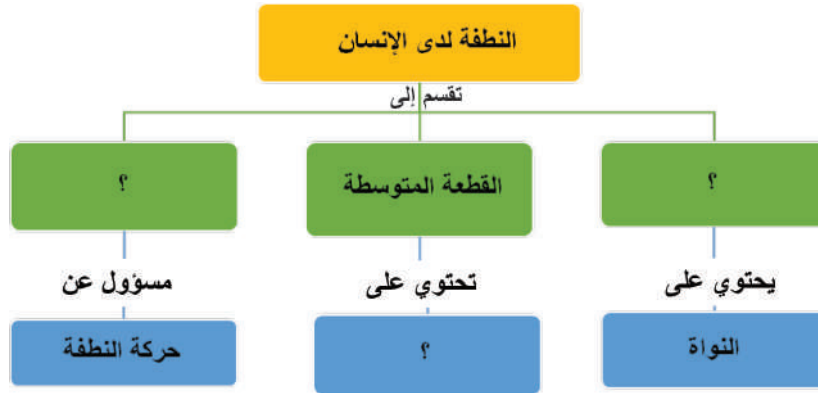 النطفة لدى الإنسان
تقسم إلى
؟
القطعة المتوسطة
؟
يحتوي على
تحتوي على
مسؤول عن
النواة
؟
حركة النطفة